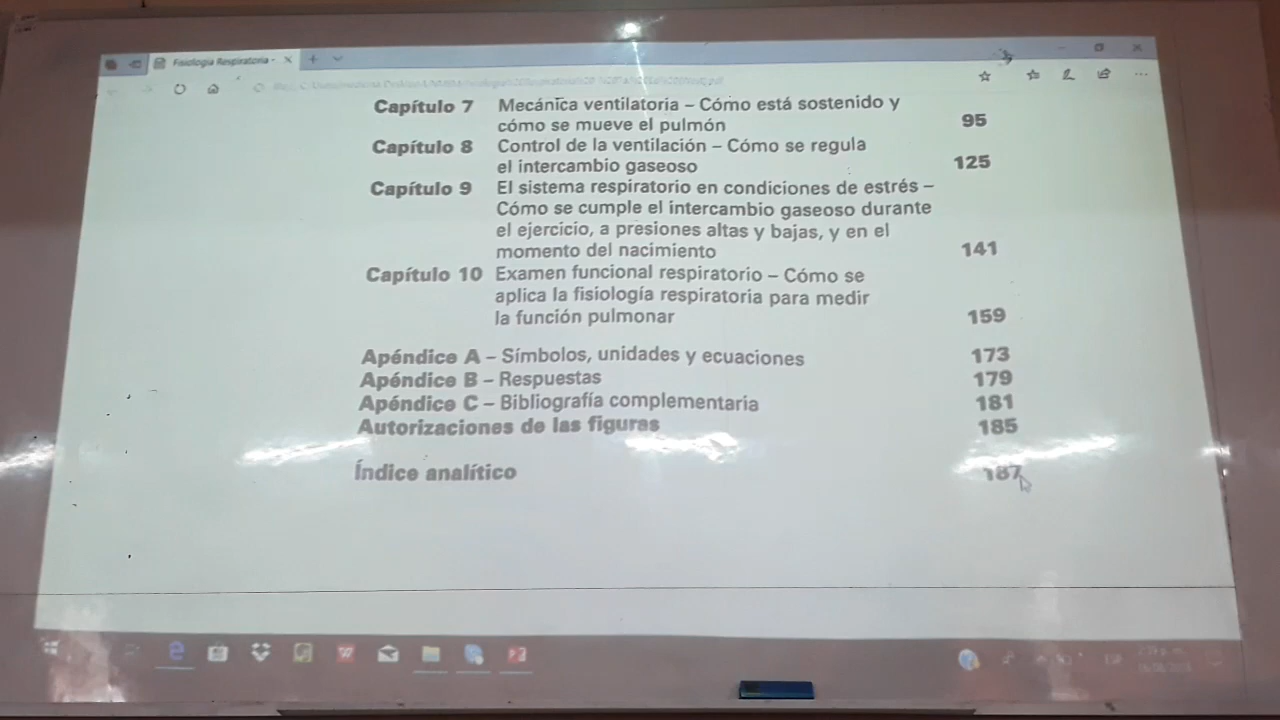 Fisiología Respiratoria -
Capítulo 7 Mecánica ventilatoria – Cómo está sostenido y
cómo se mueve el pulmón 95
Capítulo 8 Control de la ventilación – Cómo se regula
el intercambio gaseoso 125
Capítulo 9 El sistema respiratorio en condiciones de estrés –
Cómo se cumple el intercambio gaseoso durante
el ejercicio, a presiones altas y bajas, y en el
momento del nacimiento 141
Capítulo 10 Examen funcional respiratorio – Cómo se
aplica la fisiología respiratoria para medir
la función pulmonar 159
Apéndice A – Símbolos, unidades y ecuaciones 173
Apéndice B – Respuestas 179
Apéndice C – Bibliografía complementaria 181
Autorizaciones de las figuras 185
Índice analítico 187